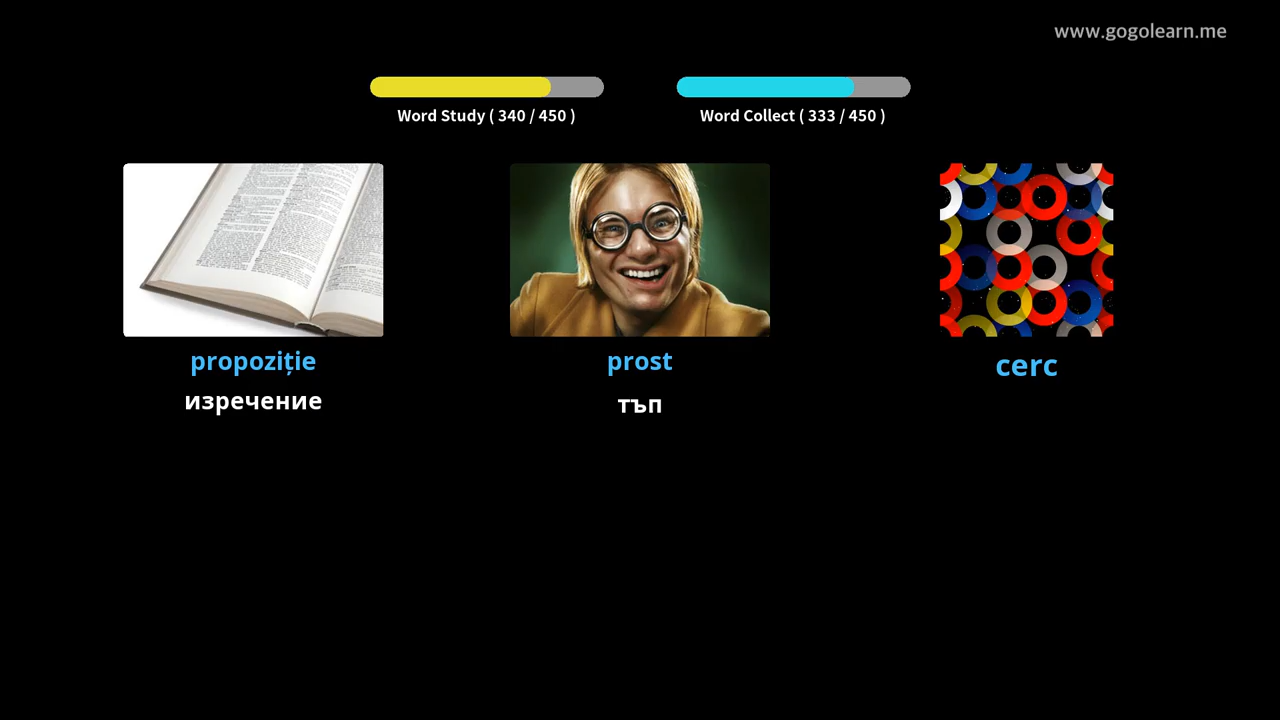 www.gogolearn.me
Word Study ( 340 / 450 )
Word Collect ( 333 / 450 )
propoziție
prost
cerc
изречение
тъп